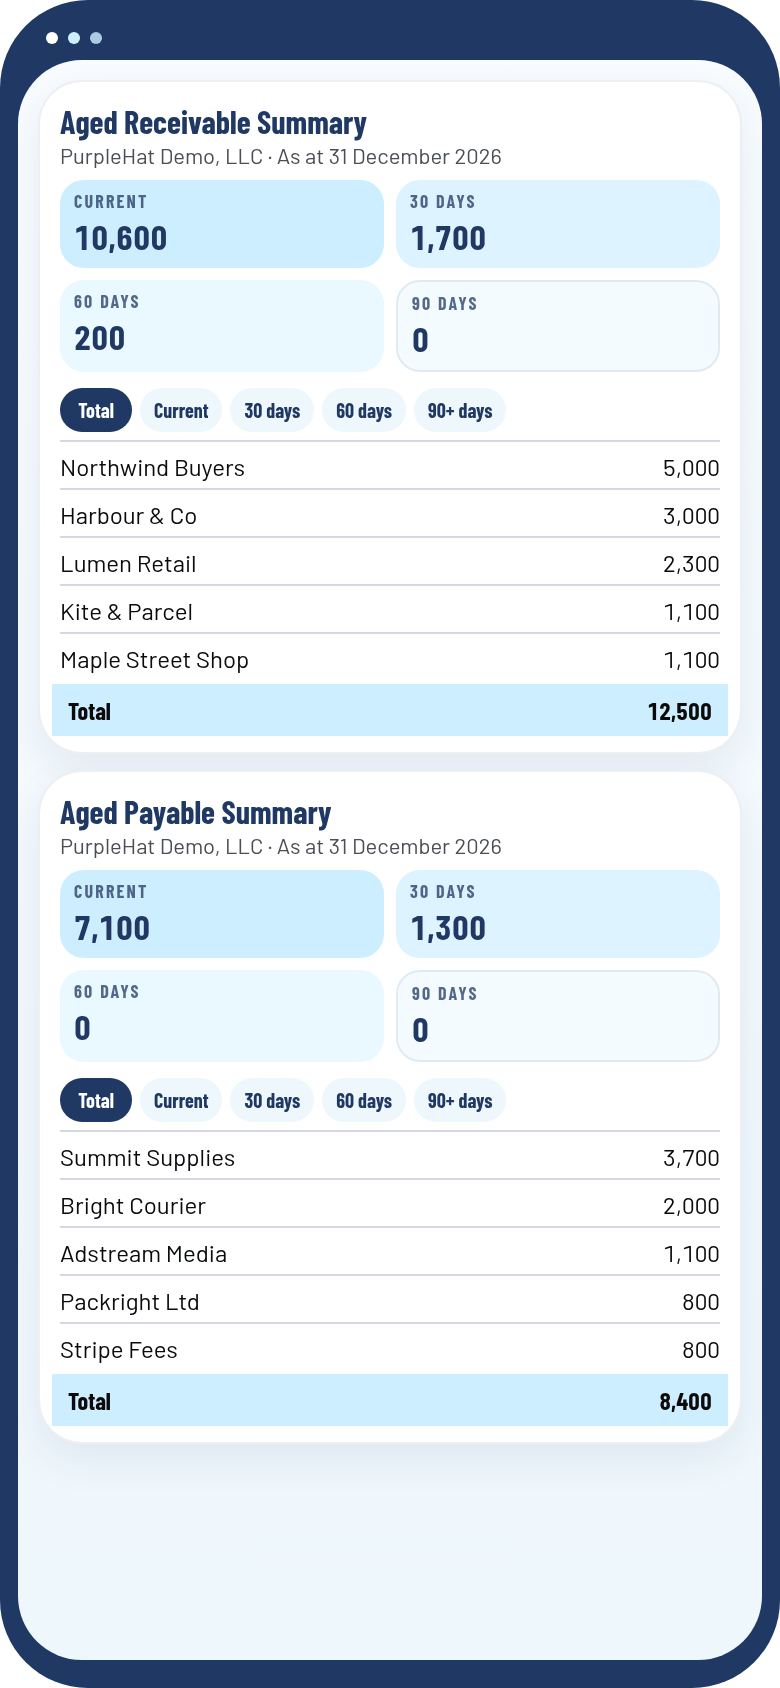 Aged Receivable Summary
PurpleHat Demo, LLC · As at 31 December 2026
CURRENT 30 DAYS
10,600 1,700
60 DAYS 90 DAYS
200 0
Total Current 30 days 60 days 90+ days
Northwind Buyers 5,000
Harbour & Co 3,000
Lumen Retail 2,300
Kite & Parcel 1,100
Maple Street Shop 1,100
Total 12,500
Aged Payable Summary
PurpleHat Demo, LLC · As at 31 December 2026
CURRENT 30 DAYS
7,100 1,300
60 DAYS 90 DAYS
0 0
Total Current 30 days 60 days 90+ days
Summit Supplies 3,700
Bright Courier 2,000
Adstream Media 1,100
Packright Ltd 800
Stripe Fees 800
Total 8,400